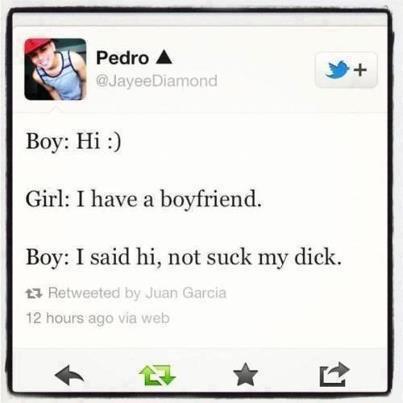 Pedro ▲
@JayeeDiamond
Boy: Hi :)
Girl: I have a boyfriend.
Boy: I said hi, not suck my dick.
Retweeted by Juan Garcia
12 hours ago via web